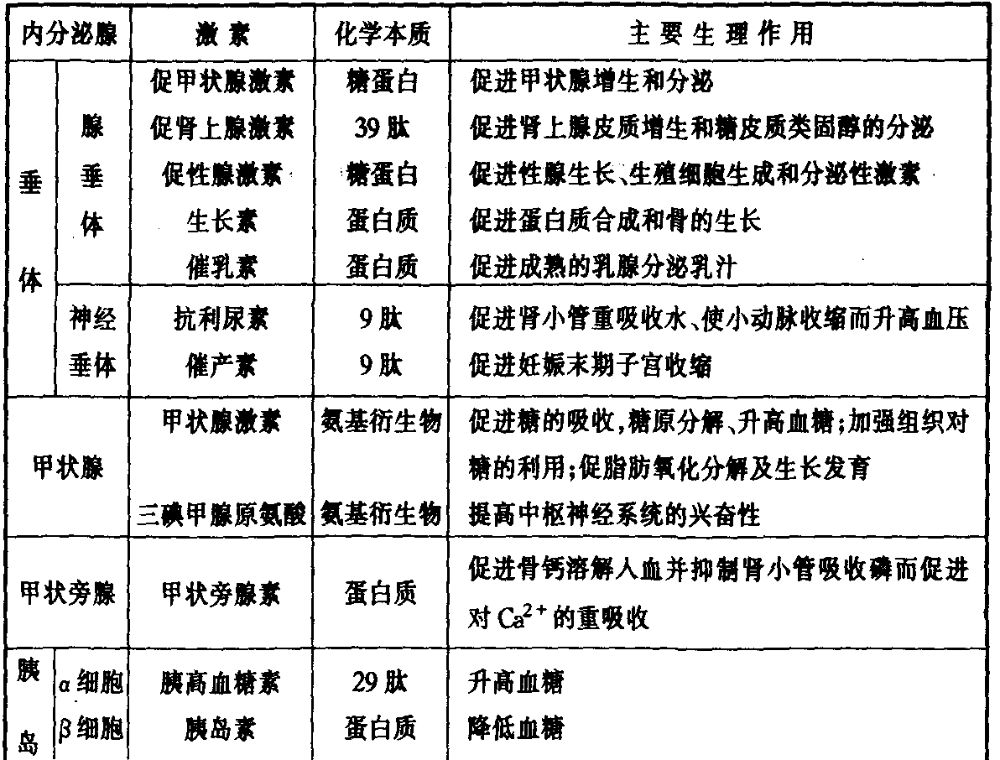 内分泌腺 激素 化学本质 主要生理作用
垂体 腺垂体 促甲状腺激素 糖蛋白 促进甲状腺增生和分泌
促肾上腺激素 39肽 促进肾上腺皮质增生和糖皮质类固醇的分泌
促性腺激素 糖蛋白 促进性腺生长、生殖细胞生成和分泌性激素
生长素 蛋白质 促进蛋白质合成和骨的生长
催乳素 蛋白质 促进成熟的乳腺分泌乳汁
神经 抗利尿素 9肽 促进肾小管重吸收水、使小动脉收缩而升高血压
垂体 催产素 9肽 促进妊娠末期子宫收缩
甲状腺 甲状腺激素 氨基衍生物 促进糖的吸收,糖原分解、升高血糖;加强组织对
糖的利用;促脂肪氧化分解及生长发育
三碘甲腺原氨酸 氨基衍生物 提高中枢神经系统的兴奋性
甲状旁腺 甲状旁腺素 蛋白质 促进骨钙溶解人血并抑制肾小管吸收磷而促进
对Ca²⁺的重吸收
胰岛 α细胞 胰高血糖素 29肽 升高血糖
β细胞 胰岛素 蛋白质 降低血糖